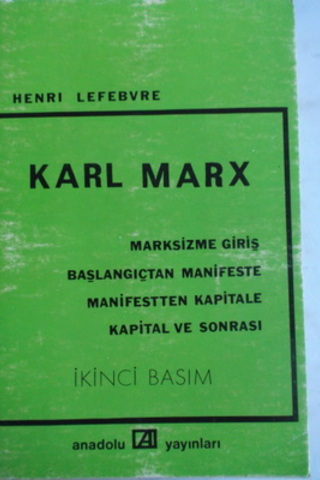 HENRI LEFEBVRE
KARL MARX
MARKSİZME GİRİŞ
BAŞLANGIÇTAN MANİFESTE
MANİFESTTEN KAPİTALE
KAPİTAL VE SONRASI
İKİNCİ BASIM
anadolu A yayınları